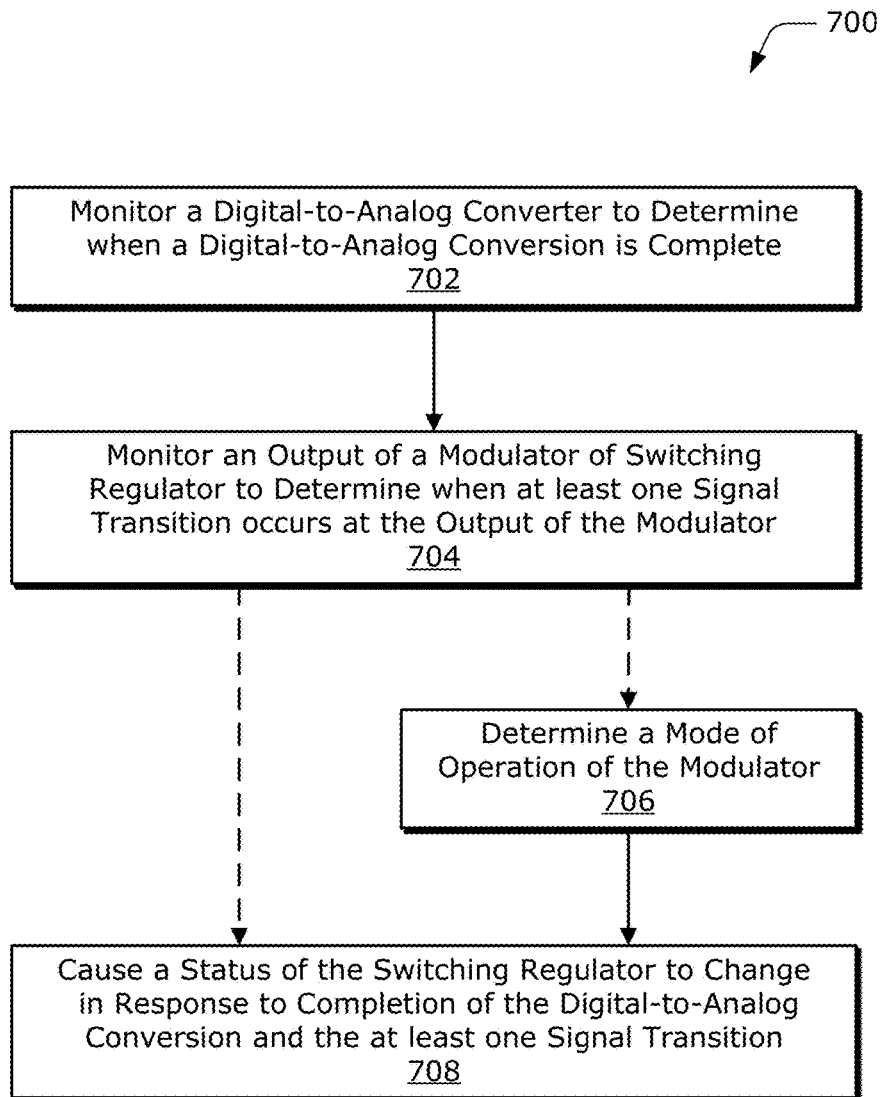 700
Monitor a Digital-to-Analog Converter to Determine
when a Digital-to-Analog Conversion is Complete
702
Monitor an Output of a Modulator of Switching
Regulator to Determine when at least one Signal
Transition occurs at the Output of the Modulator
704
Determine a Mode of
Operation of the Modulator
706
Cause a Status of the Switching Regulator to Change
in Response to Completion of the Digital-to-Analog
Conversion and the at least one Signal Transition
708